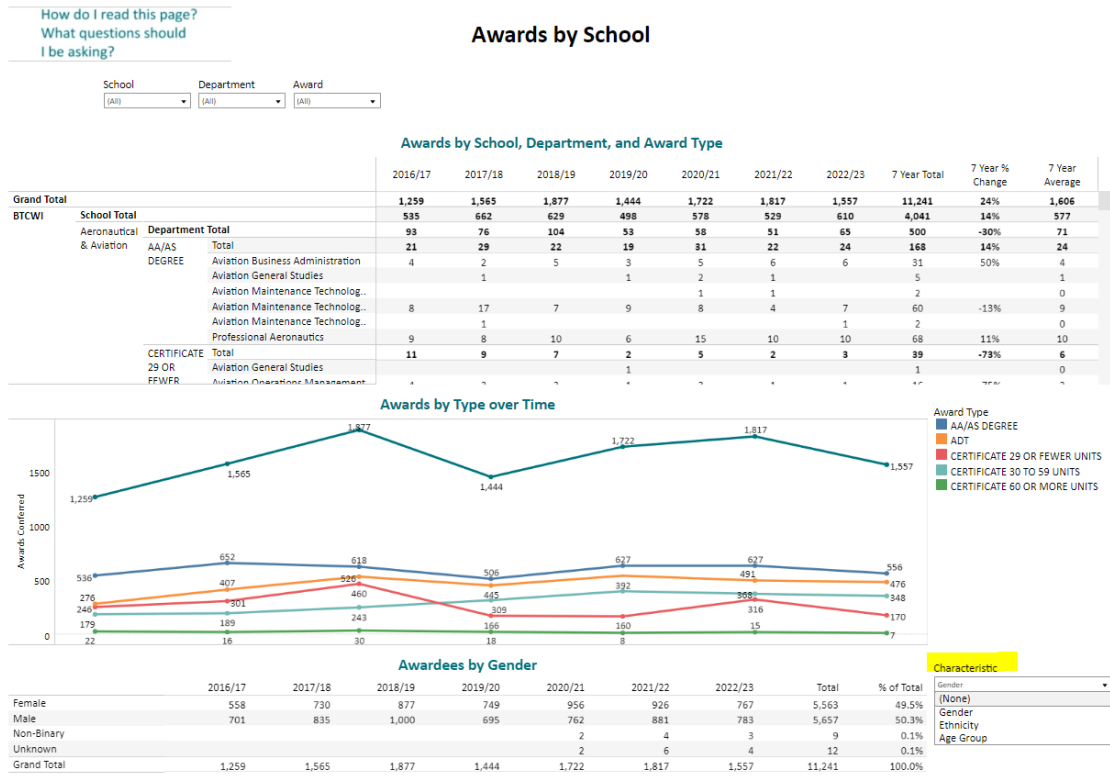 How do I read this page?
What questions should
I be asking?
Awards by School
School Department Award
(All) (All) (All)
Awards by School, Department, and Award Type
2016/17 2017/18 2018/19 2019/20 2020/21 2021/22 2022/23 7 Year Total 7 Year % Change 7 Year Average
Grand Total 1,259 1,565 1,877 1,444 1,722 1,817 1,557 11,241 24% 1,606
BTCWI School Total 535 662 629 498 578 529 610 4,041 14% 577
Aeronautical & Aviation Department Total 93 76 104 53 58 51 65 500 -30% 71
AA/AS DEGREE Total 21 29 22 19 31 22 24 168 14% 24
Aviation Business Administration 4 2 5 3 5 6 6 31 50% 4
Aviation General Studies 1 1 2 1 5 1
Aviation Maintenance Technolog.. 1 1 2 0
Aviation Maintenance Technolog.. 8 17 7 9 8 4 7 60 -13% 9
Aviation Maintenance Technolog.. 1 1 2 0
Professional Aeronautics 9 8 10 6 15 10 10 68 11% 10
CERTIFICATE 29 OR FEWER Total 11 9 7 2 5 2 3 39 -73% 6
Aviation General Studies 1 1 0
Aviation Operations Management
Awards by Type over Time
Award Type
AA/AS DEGREE
ADT
CERTIFICATE 29 OR FEWER UNITS
CERTIFICATE 30 TO 59 UNITS
CERTIFICATE 60 OR MORE UNITS
Awards Conferred
1500
1000
500
0
1,259 1,565 1,877 1,444 1,722 1,817 1,557
536 652 618 506 627 627 556
276 407 526 445 491 476
246 301 460 166 160 316 170
179 189 243 309 392 368 348
22 16 30 18 8 15 7
Awardees by Gender
2016/17 2017/18 2018/19 2019/20 2020/21 2021/22 2022/23 Total % of Total
Female 558 730 877 749 956 926 767 5,563 49.5%
Male 701 835 1,000 695 762 881 783 5,657 50.3%
Non-Binary 2 4 3 9 0.1%
Unknown 2 6 4 12 0.1%
Grand Total 1,259 1,565 1,877 1,444 1,722 1,817 1,557 11,241 100.0%
Characteristic
Gender
(None)
Gender
Ethnicity
Age Group